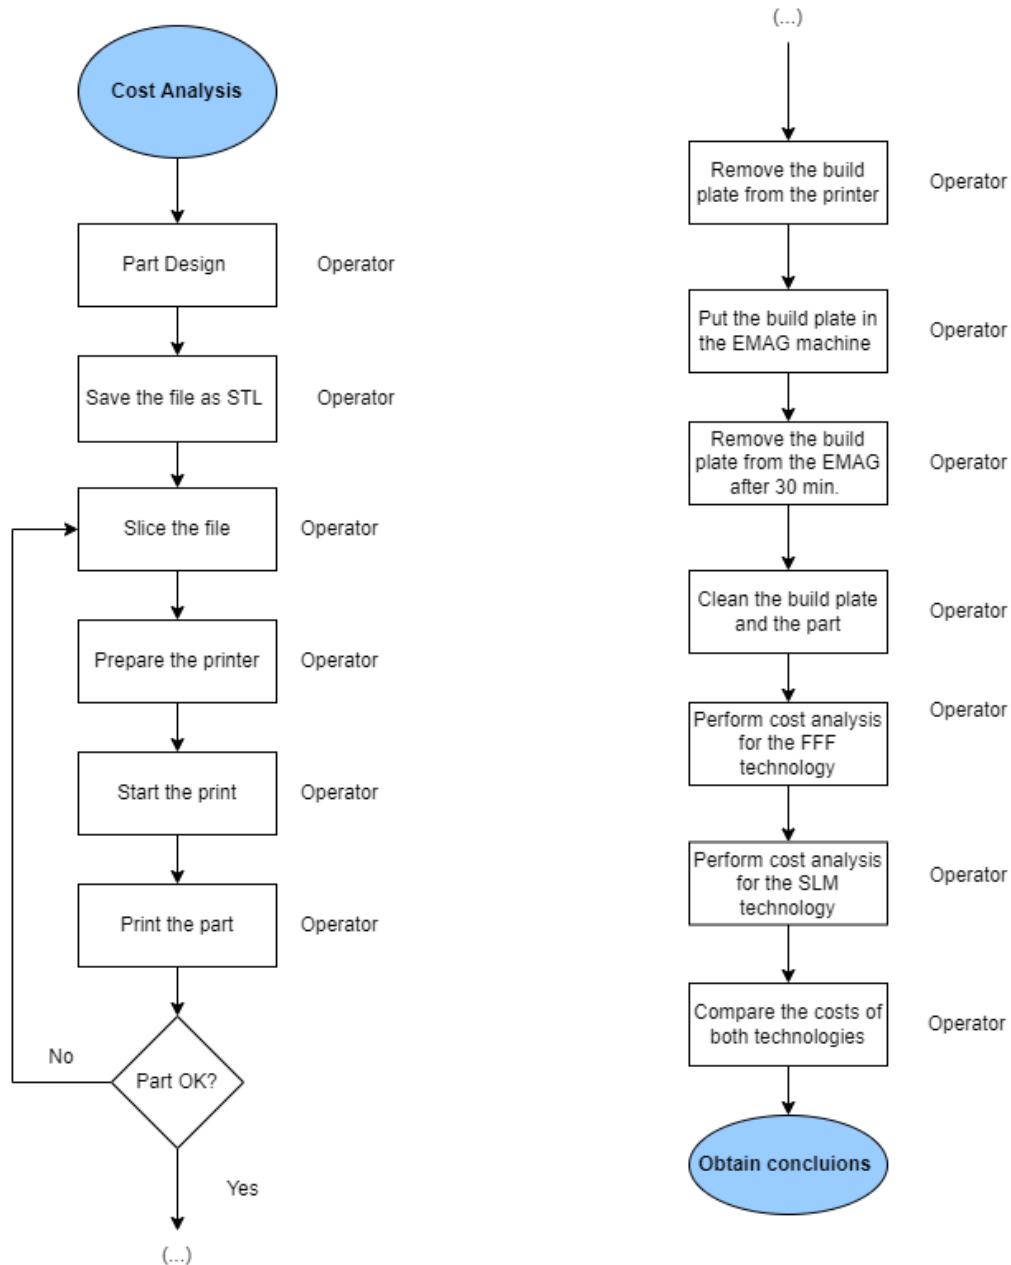 Cost Analysis
Part Design
Operator
Save the file as STL
Operator
Slice the file
Operator
Prepare the printer
Operator
Start the print
Operator
Print the part
Operator
No
Part OK?
Yes
(...)
(...)
Remove the build
plate from the printer
Operator
Put the build plate in
the EMAG machine
Operator
Remove the build
plate from the EMAG
after 30 min.
Operator
Clean the build plate
and the part
Operator
Perform cost analysis
for the FFF
technology
Operator
Perform cost analysis
for the SLM
technology
Operator
Compare the costs of
both technologies
Operator
Obtain concluions